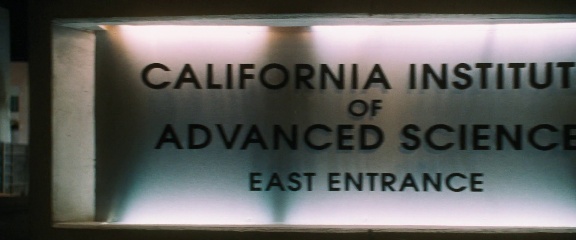 CALIFORNIA INSTITUT
OF
ADVANCED SCIENCE
EAST ENTRANCE